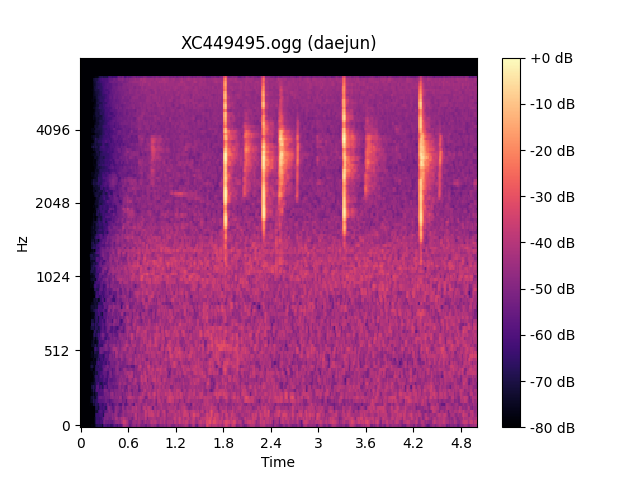 XC449495.ogg (daejun)
+0 dB
-10 dB
-20 dB
-30 dB
-40 dB
-50 dB
-60 dB
-70 dB
-80 dB
4096
2048
1024
512
0
Hz
0 0.6 1.2 1.8 2.4 3 3.6 4.2 4.8
Time